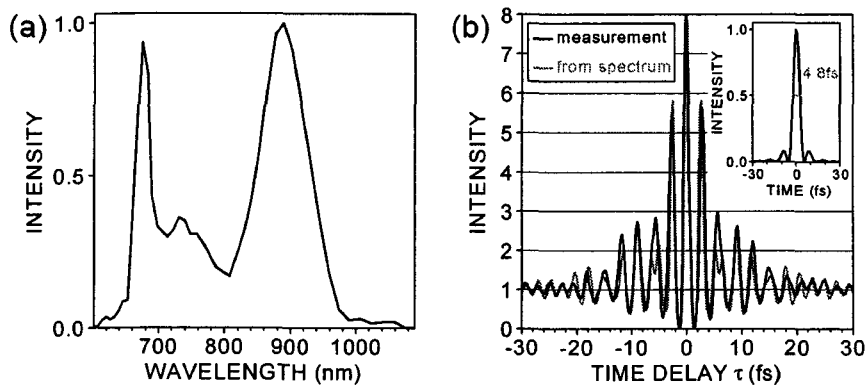 (a)
1.0
0.5
0.0
INTENSITY
700 800 900 1000
WAVELENGTH (nm)
(b)
8
7
6
5
4
3
2
1
0
INTENSITY
measurement
from spectrum
-30 -20 -10 0 10 20 30
TIME DELAY τ (fs)
1.0
0.5
0.0
INTENSITY
4 8fs
-30 0 30
TIME (fs)